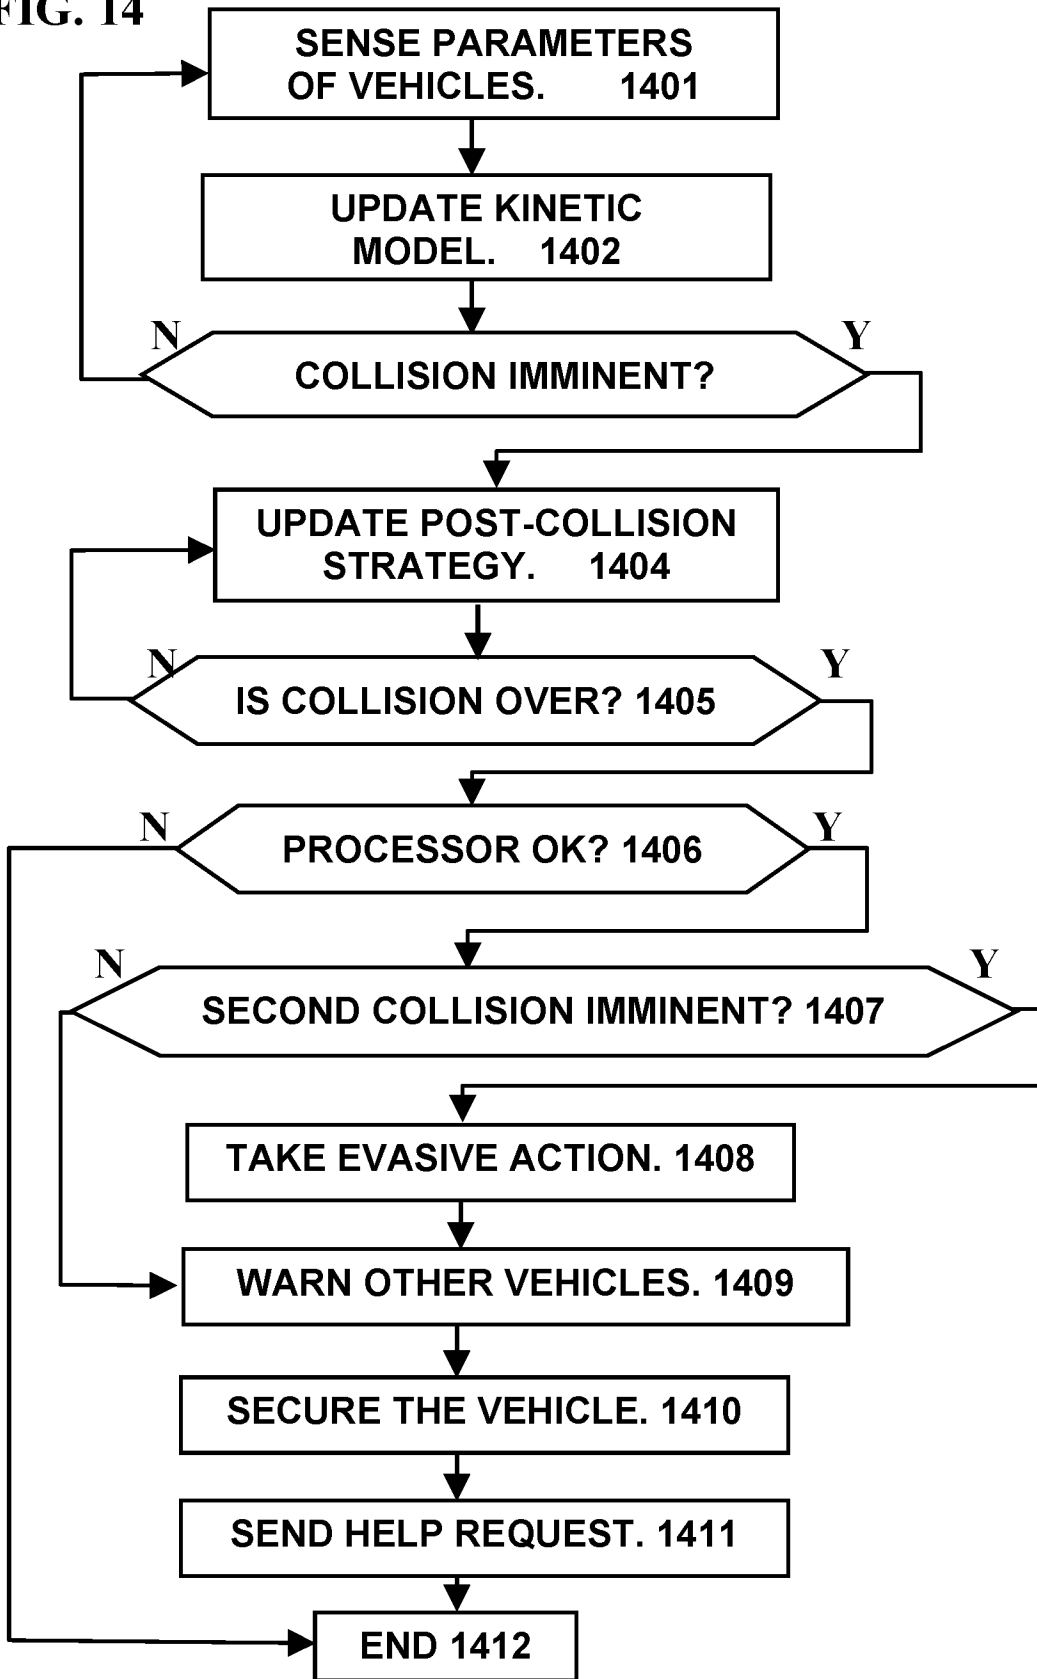 FIG. 14
SENSE PARAMETERS
OF VEHICLES. 1401
UPDATE KINETIC
MODEL. 1402
N
Y
COLLISION IMMINENT?
UPDATE POST-COLLISION
STRATEGY. 1404
N
Y
IS COLLISION OVER? 1405
N
Y
PROCESSOR OK? 1406
N
Y
SECOND COLLISION IMMINENT? 1407
TAKE EVASIVE ACTION. 1408
WARN OTHER VEHICLES. 1409
SECURE THE VEHICLE. 1410
SEND HELP REQUEST. 1411
END 1412